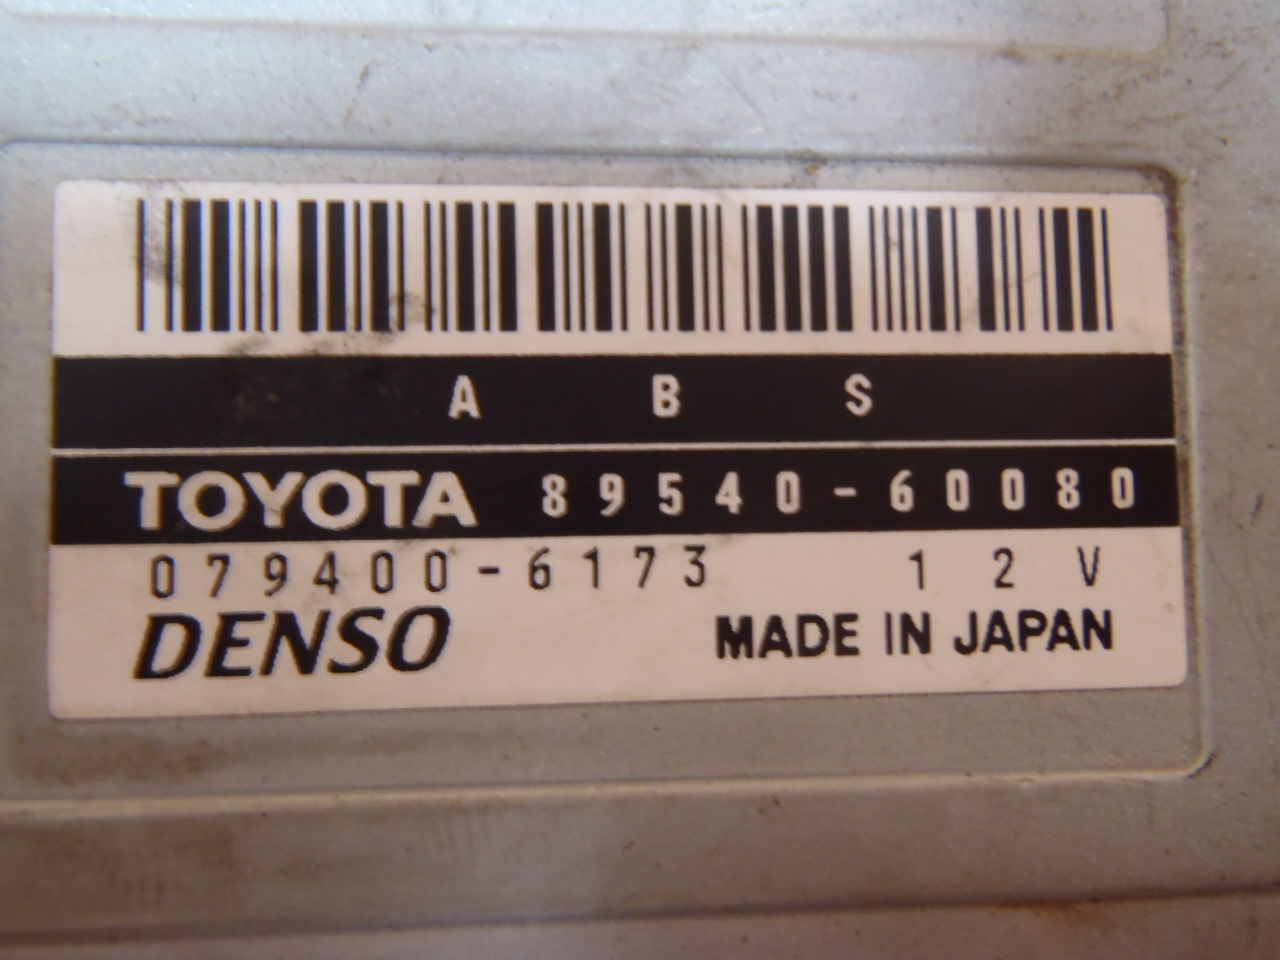 A B S
TOYOTA 89540-60080
079400-6173 12V
DENSO MADE IN JAPAN